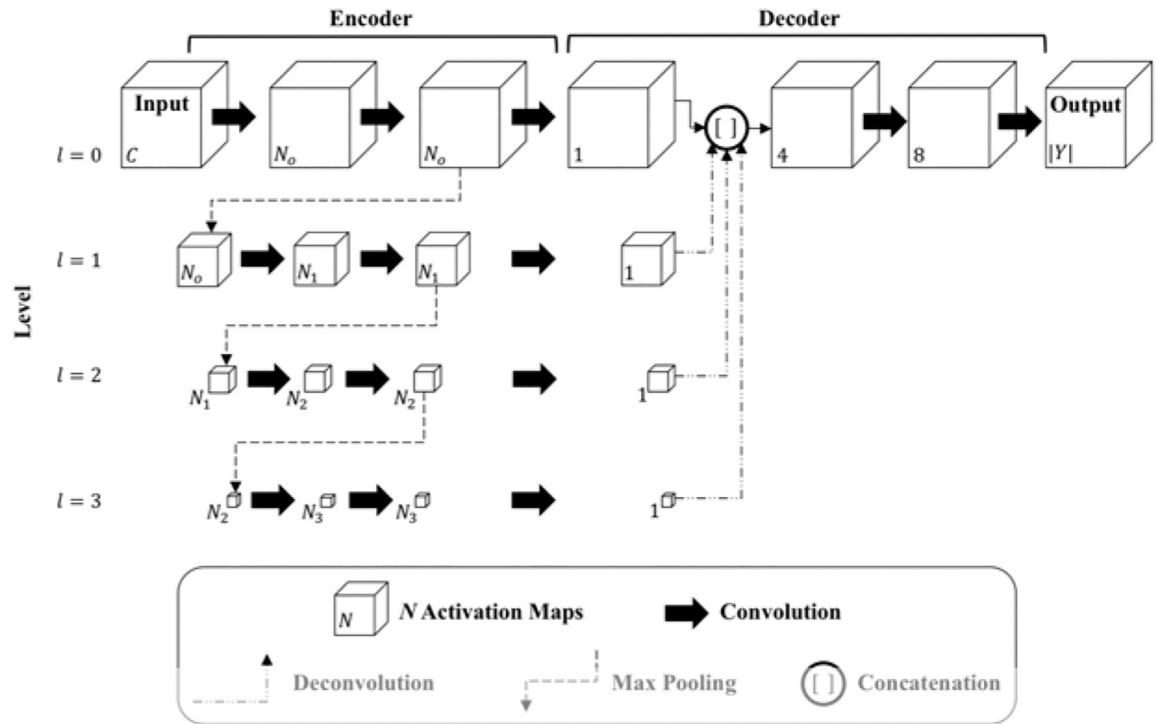 Encoder Decoder
Input Output
C N_o N_o 1 [ ] 4 8 |Y|
l = 0
l = 1 N_o N_1 N_1 1
Level
l = 2 N_1 N_2 N_2 1
l = 3 N_2 N_3 N_3 1
N N Activation Maps Convolution
Deconvolution Max Pooling [ ] Concatenation